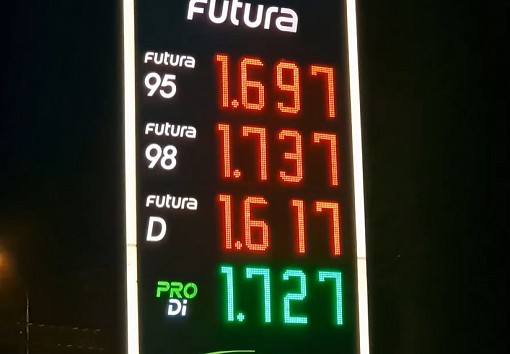 Futura
Futura
95 1.697
Futura
98 1.737
Futura
D 1.617
PRO
Di 1.727